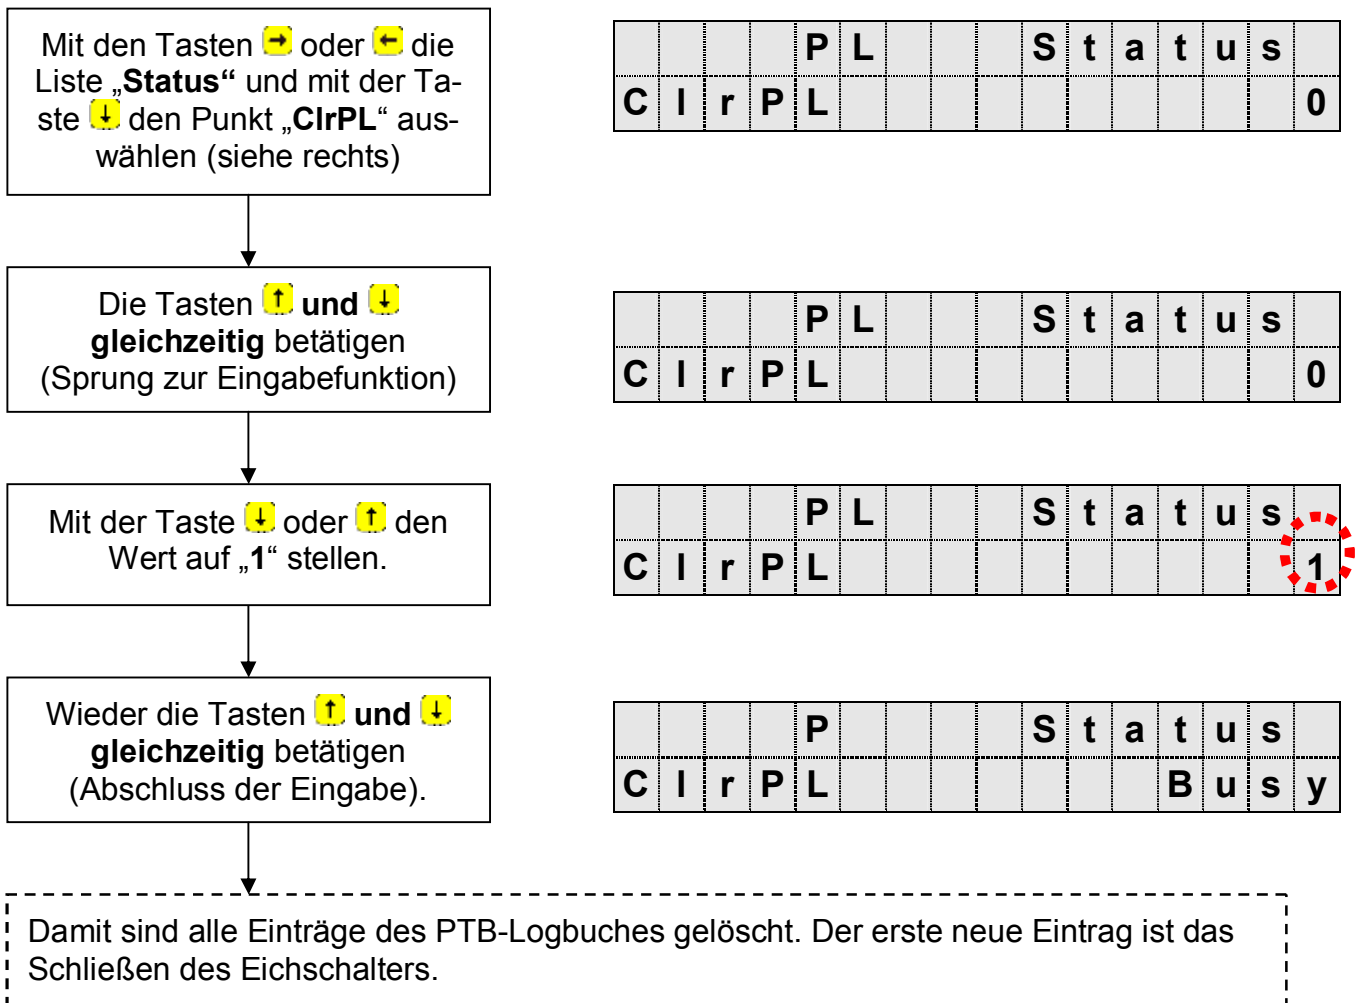 Mit den Tasten → oder ← die
Liste „Status“ und mit der Ta-
ste ↓ den Punkt „ClrPL“ aus-
wählen (siehe rechts)
PL Status
ClrPL 0
Die Tasten ↑ und ↓
gleichzeitig betätigen
(Sprung zur Eingabefunktion)
PL Status
ClrPL 0
Mit der Taste ↓ oder ↑ den
Wert auf „1“ stellen.
PL Status
ClrPL 1
Wieder die Tasten ↑ und ↓
gleichzeitig betätigen
(Abschluss der Eingabe).
P Status
ClrPL Busy
Damit sind alle Einträge des PTB-Logbuches gelöscht. Der erste neue Eintrag ist das
Schließen des Eichschalters.